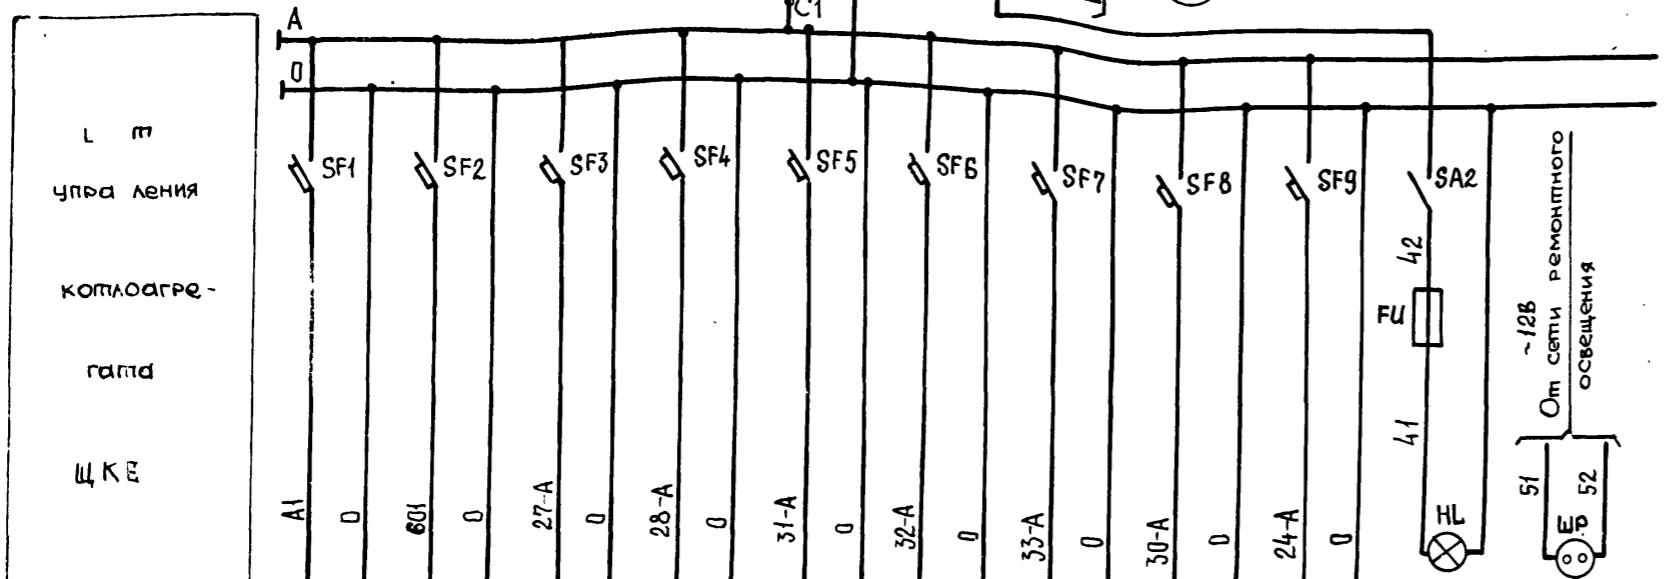 C1
A
0
упра ления
котлоагре-
гата
ЩКЕ
SF1
SF2
SF3
SF4
SF5
SF6
SF7
SF8
SF9
SA2
42
FU
41
HL
~12В
От сети ремонтного
освещения
51
52
A1
0
601
0
27-A
0
28-A
0
31-A
0
32-A
0
33-A
0
30-A
0
24-A
0